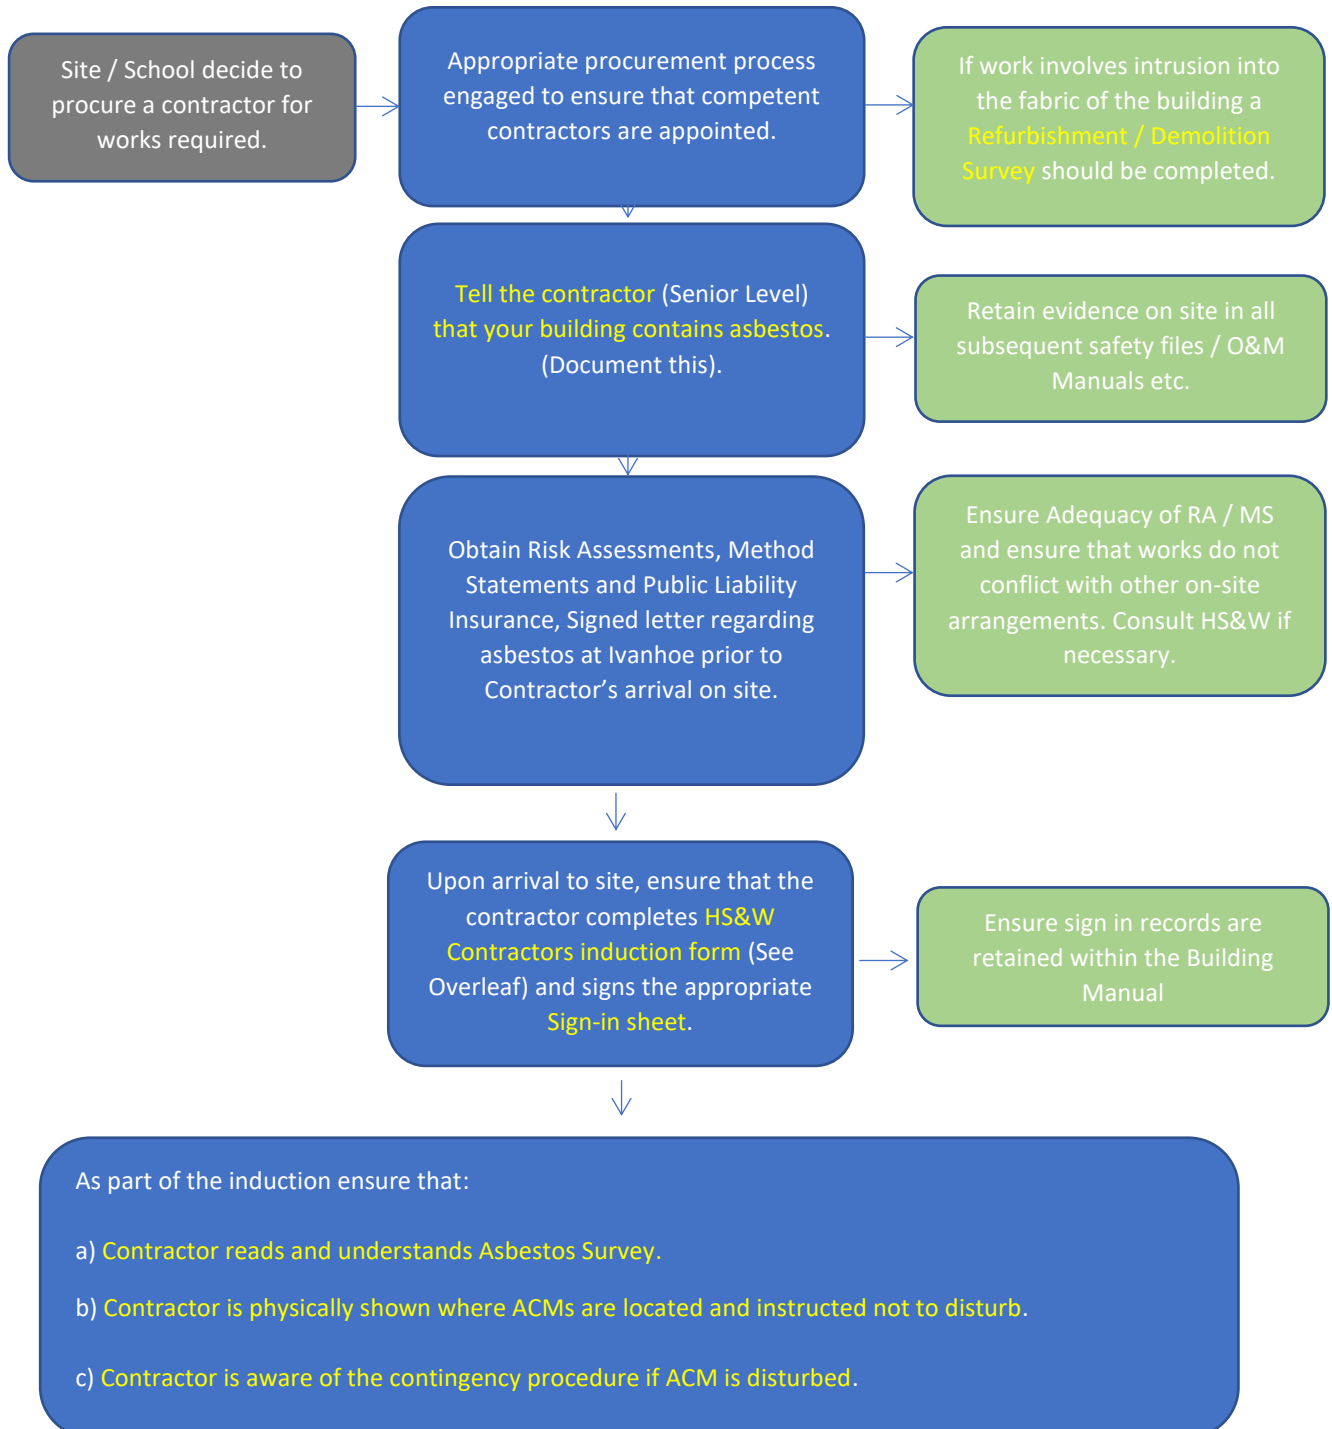 Site / School decide to
procure a contractor for
works required.
Appropriate procurement process
engaged to ensure that competent
contractors are appointed.
If work involves intrusion into
the fabric of the building a
Refurbishment / Demolition
Survey should be completed.
Tell the contractor (Senior Level)
that your building contains asbestos.
(Document this).
Retain evidence on site in all
subsequent safety files / O&M
Manuals etc.
Obtain Risk Assessments, Method
Statements and Public Liability
Insurance, Signed letter regarding
asbestos at Ivanhoe prior to
Contractor’s arrival on site.
Ensure Adequacy of RA / MS
and ensure that works do not
conflict with other on-site
arrangements. Consult HS&W if
necessary.
Upon arrival to site, ensure that the
contractor completes HS&W
Contractors induction form (See
Overleaf) and signs the appropriate
Sign-in sheet.
Ensure sign in records are
retained within the Building
Manual
As part of the induction ensure that:
a) Contractor reads and understands Asbestos Survey.
b) Contractor is physically shown where ACMs are located and instructed not to disturb.
c) Contractor is aware of the contingency procedure if ACM is disturbed.